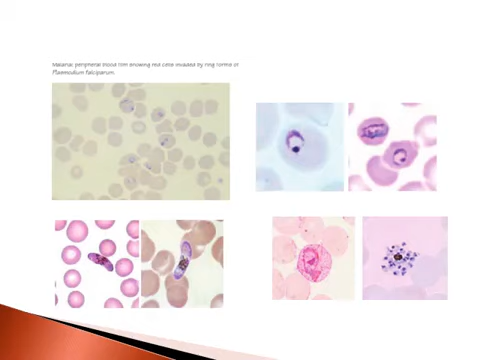 Malaria: peripheral blood film showing red cells invaded by ring forms of
Plasmodium falciparum.